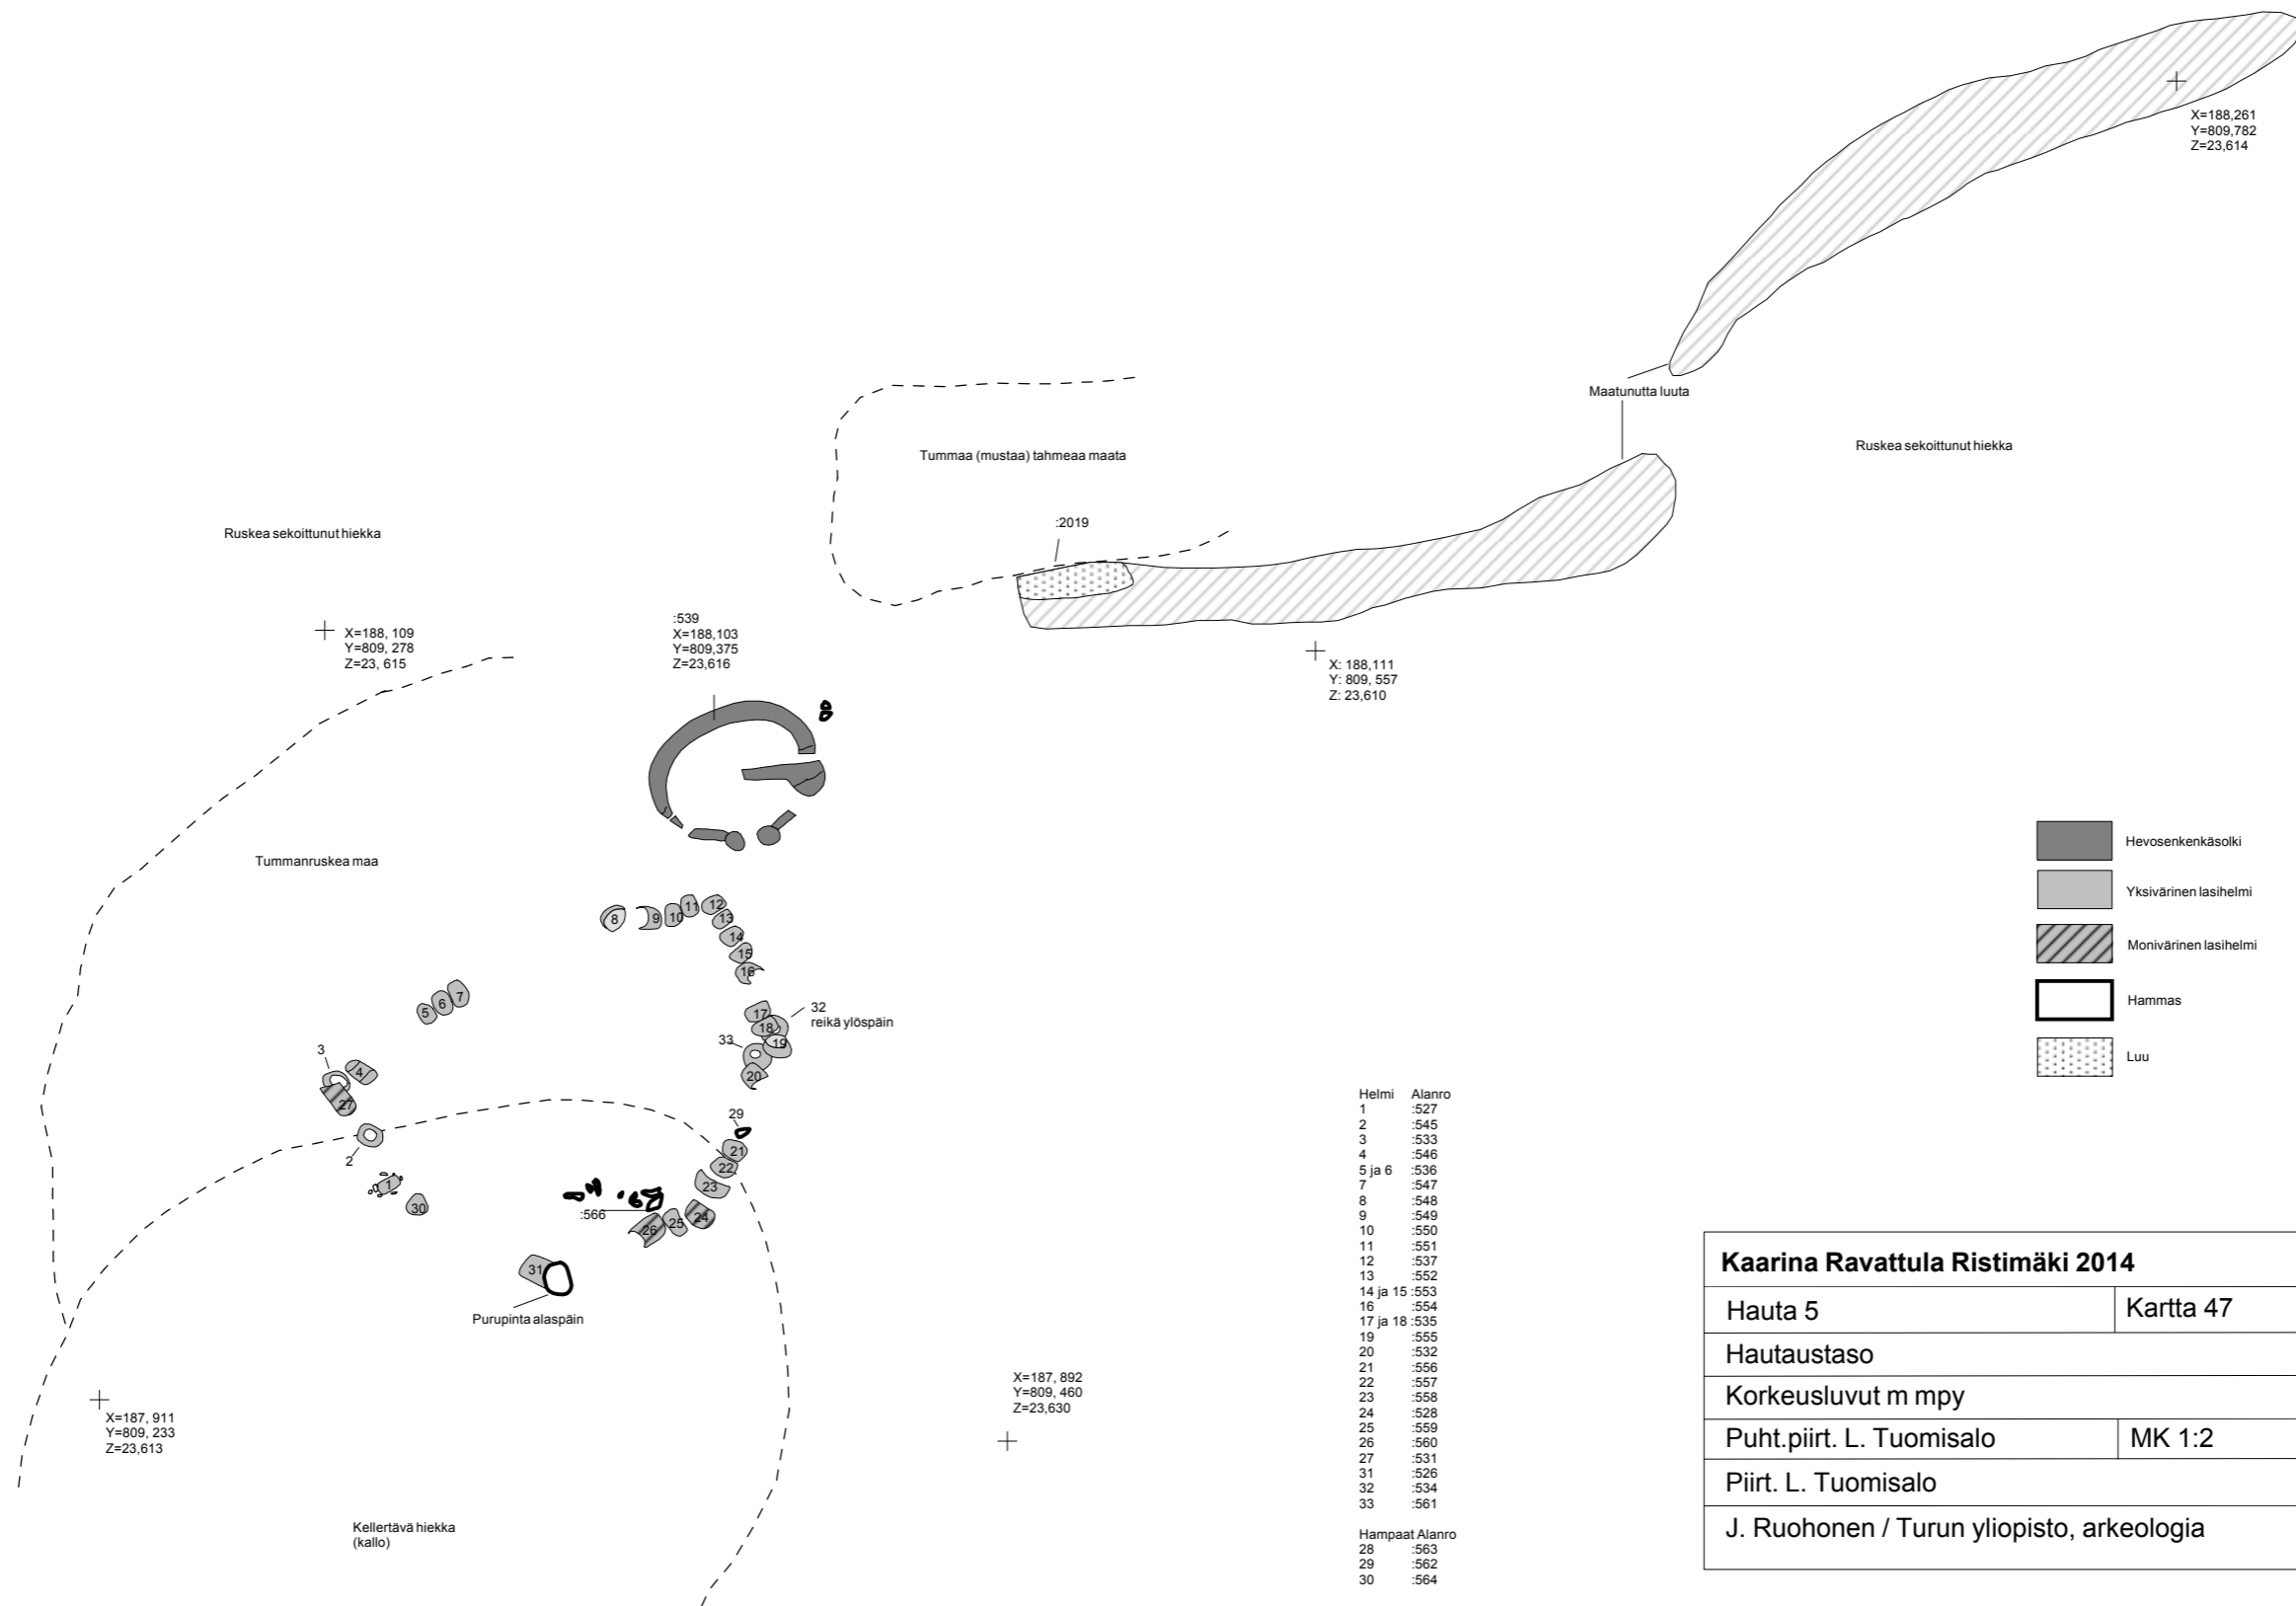 X=188,261
Y=809,782
Z=23,614
Maatunutta luuta
Ruskea sekoittunut hiekka
Tummaa (mustaa) tahmeaa maata
:2019
Ruskea sekoittunut hiekka
X=188, 109
Y=809, 278
Z=23, 615
:539
X=188,103
Y=809,375
Z=23,616
X: 188,111
Y: 809, 557
Z: 23,610
Tummanruskea maa
8
9
10
11
12
13
14
15
16
17
18
19
20
32
reikä ylöspäin
33
5
6
7
3
4
27
2
1
30
29
21
22
23
24
25
26
:566
31
Purupinta alaspäin
X=187, 911
Y=809, 233
Z=23,613
X=187, 892
Y=809, 460
Z=23,630
Kellertävä hiekka
(kallo)
Hevosenkenkäsolki
Yksivärinen lasihelmi
Monivärinen lasihelmi
Hammas
Luu
Helmi Alanro
1 :527
2 :545
3 :533
4 :546
5 ja 6 :536
7 :547
8 :548
9 :549
10 :550
11 :551
12 :537
13 :552
14 ja 15 :553
16 :554
17 ja 18 :535
19 :555
20 :532
21 :556
22 :557
23 :558
24 :528
25 :559
26 :560
27 :531
31 :526
32 :534
33 :561
Hampaat Alanro
28 :563
29 :562
30 :564
Kaarina Ravattula Ristimäki 2014
Hauta 5 Kartta 47
Hautaustaso
Korkeusluvut m mpy
Puht.piirt. L. Tuomisalo MK 1:2
Piirt. L. Tuomisalo
J. Ruohonen / Turun yliopisto, arkeologia